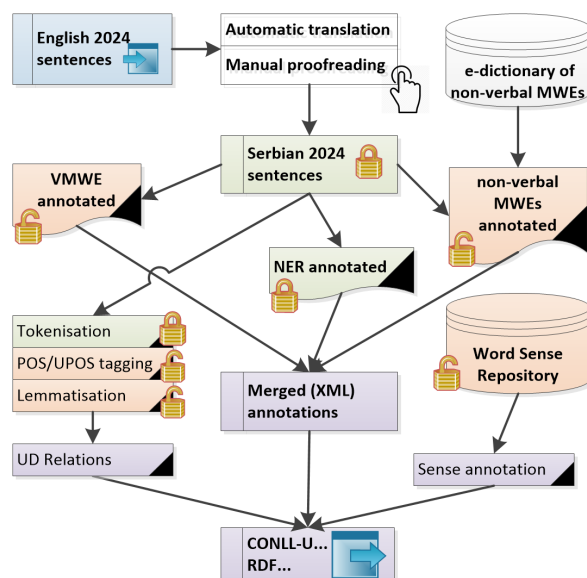 English 2024
sentences
Automatic translation
Manual proofreading
e-dictionary of
non-verbal MWEs
Serbian 2024
sentences
VMWE
annotated
non-verbal
MWEs
annotated
NER annotated
Tokenisation
POS/UPOS tagging
Lemmatisation
Word Sense
Repository
Merged (XML)
annotations
UD Relations
Sense annotation
CONLL-U...
RDF...